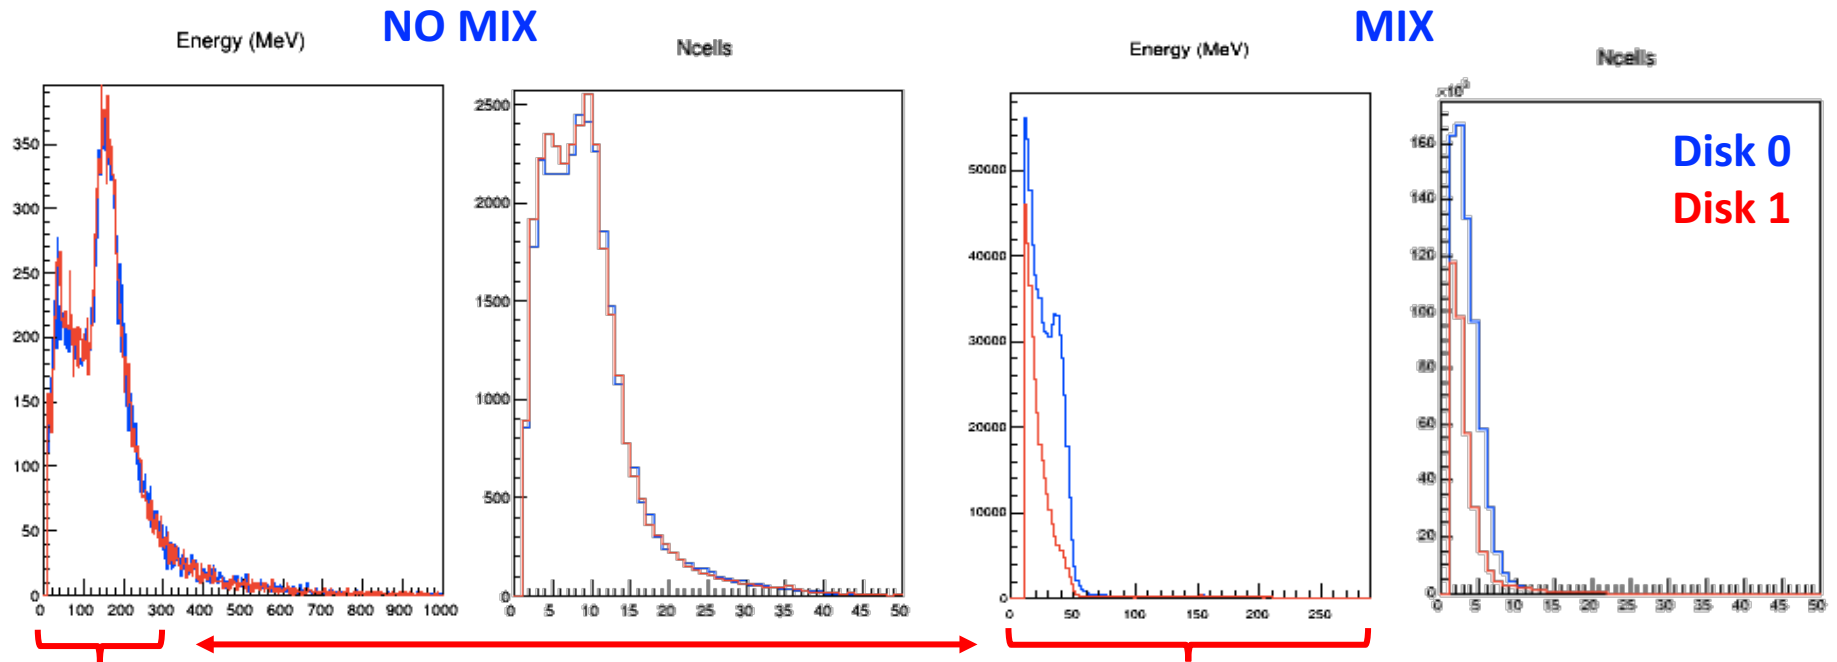 NO MIX
MIX
Energy (MeV)
Ncells
Energy (MeV)
Ncells
350
300
250
200
150
100
50
0
0 100 200 300 400 500 600 700 800 900 1000
2500
2000
1500
1000
500
0
0 5 10 15 20 25 30 35 40 45 50
50000
40000
30000
20000
10000
0
0 50 100 150 200 250
×10³
160
140
120
100
80
60
40
20
0
0 5 10 15 20 25 30 35 40 45 50
Disk 0
Disk 1